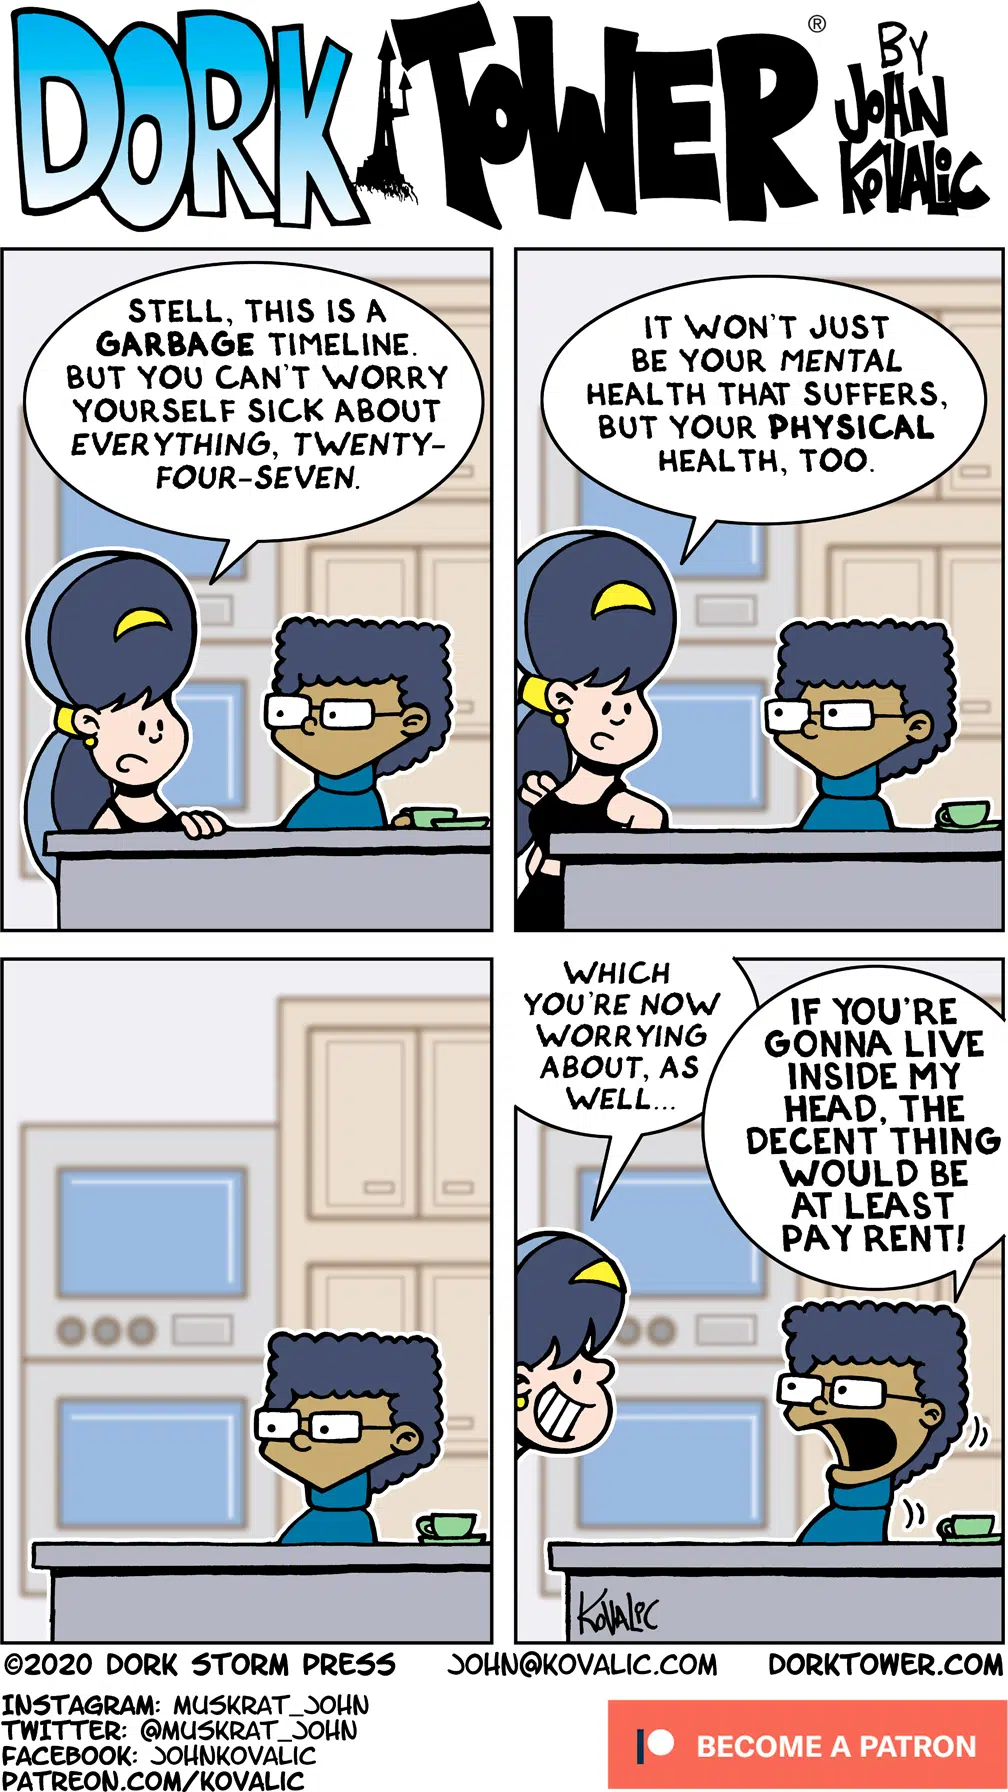 DORK TOWER®
BY
JOHN
KOVALIC
STELL, THIS IS A
GARBAGE TIMELINE.
BUT YOU CAN'T WORRY
YOURSELF SICK ABOUT
EVERYTHING, TWENTY-
FOUR-SEVEN.
IT WON'T JUST
BE YOUR MENTAL
HEALTH THAT SUFFERS,
BUT YOUR PHYSICAL
HEALTH, TOO.
WHICH
YOU'RE NOW
WORRYING
ABOUT, AS
WELL...
IF YOU'RE
GONNA LIVE
INSIDE MY
HEAD, THE
DECENT THING
WOULD BE
AT LEAST
PAY RENT!
KOVALIC
©2020 DORK STORM PRESS JOHN@KOVALIC.COM DORKTOWER.COM
INSTAGRAM: MUSKRAT_JOHN
TWITTER: @MUSKRAT_JOHN
FACEBOOK: JOHNKOVALIC
PATREON.COM/KOVALIC
BECOME A PATRON